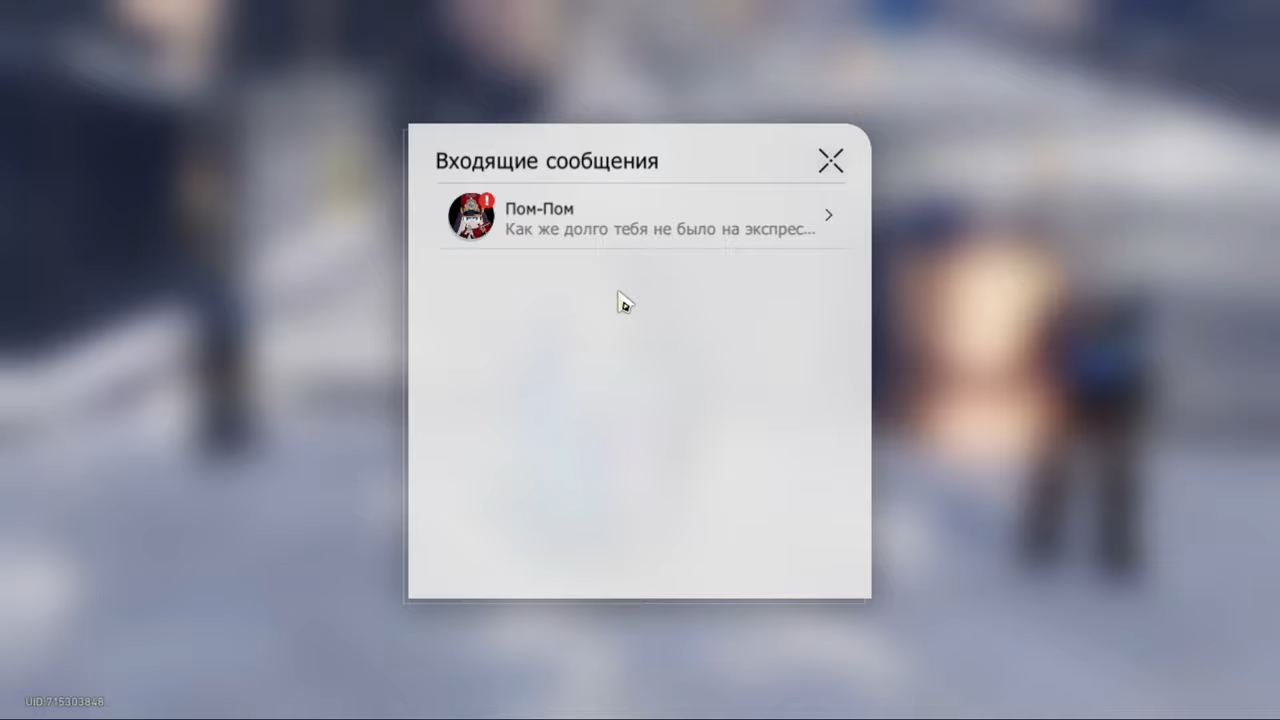 Входящие сообщения
Пом-Пом
Как же долго тебя не было на экспрес...
UID:715303848